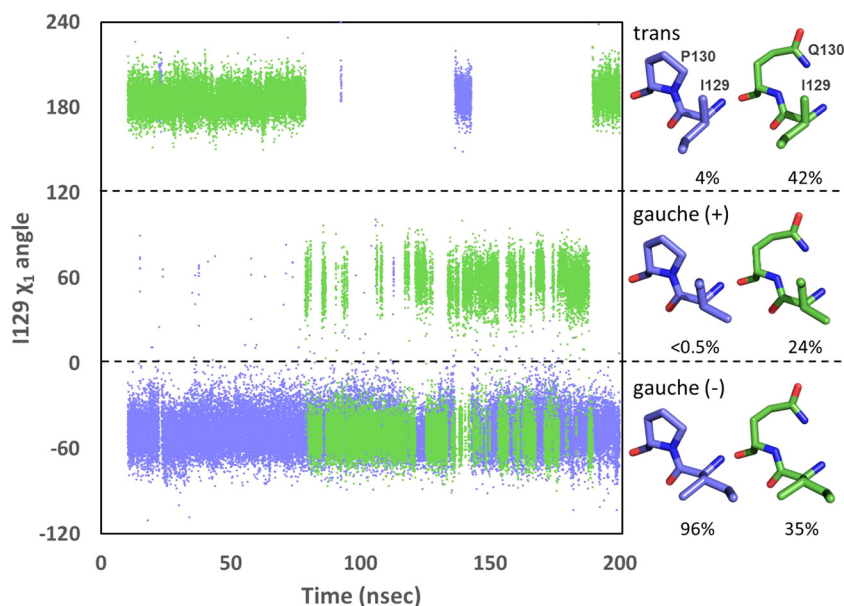 240
180
120
60
0
-60
-120
I129 χ1 angle
0
50
100
150
200
Time (nsec)
trans
P130
Q130
I129
I129
4%
42%
gauche (+)
<0.5%
24%
gauche (-)
96%
35%